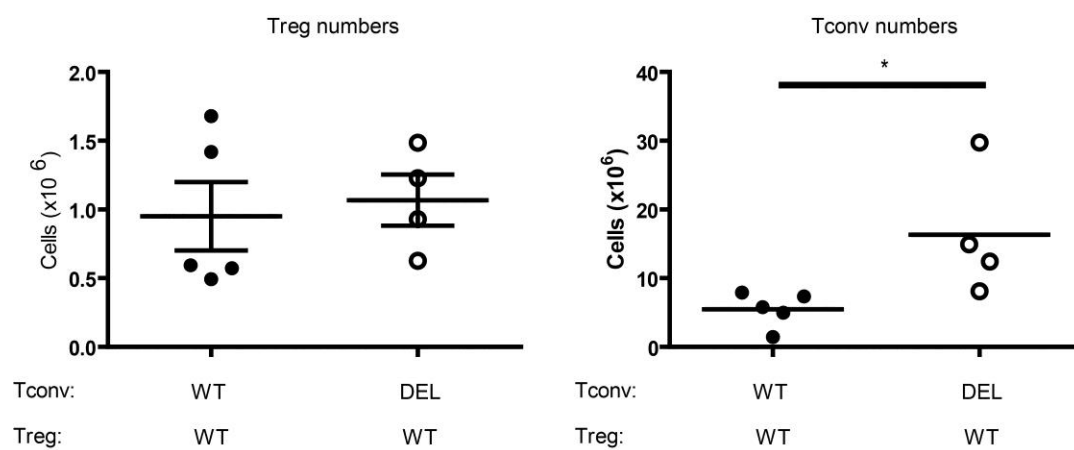 Treg numbers
Tconv numbers
2.0
1.5
1.0
0.5
0.0
Cells (x10 6)
40
30
20
10
0
Cells (x10⁶)
*
Tconv: WT DEL
Treg: WT WT
Tconv: WT DEL
Treg: WT WT